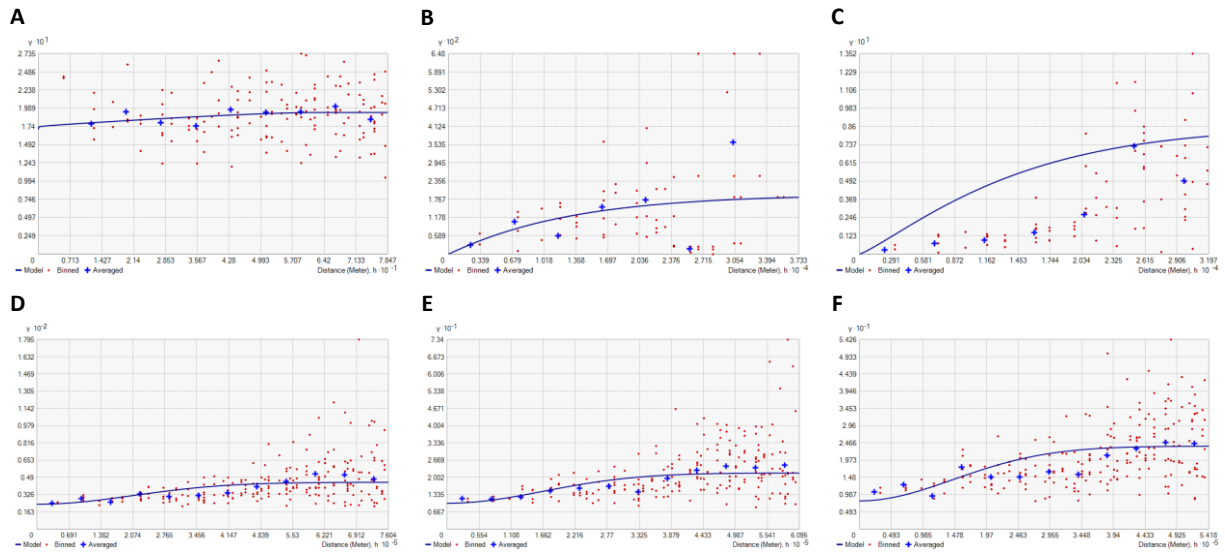 A
γ ·10¹
2.735
2.486
2.238
1.989
1.74
1.492
1.243
0.994
0.746
0.497
0.249
0 0.713 1.42 2.14 2.853 3.567 4.28 4.993 5.707 6.42 7.133 7.847
Distance (Meter), h ·10⁻¹
Model Binned Averaged
B
γ ·10²
6.48
5.891
5.302
4.713
4.124
3.535
2.945
2.356
1.767
1.178
0.589
0 0.339 0.679 1.018 1.358 1.697 2.036 2.376 2.715 3.054 3.394 3.733
Distance (Meter), h ·10⁻⁴
Model Binned Averaged
C
γ ·10¹
1.352
1.229
1.106
0.983
0.86
0.737
0.615
0.492
0.369
0.246
0.123
0 0.291 0.581 0.872 1.162 1.453 1.744 2.034 2.325 2.615 2.906 3.197
Distance (Meter), h ·10⁻⁴
Model Binned Averaged
D
γ ·10⁻²
1.795
1.632
1.469
1.305
1.142
0.979
0.816
0.653
0.49
0.326
0.163
0 0.691 1.383 2.074 2.765 3.456 4.147 4.839 5.53 6.221 6.912 7.604
Distance (Meter), h ·10⁻⁵
Model Binned Averaged
E
γ ·10⁻¹
7.34
6.673
6.006
5.338
4.671
4.004
3.336
2.669
2.002
1.335
0.667
0 0.554 1.108 1.662 2.216 2.77 3.325 3.879 4.433 4.987 5.541 6.095
Distance (Meter), h ·10⁻⁵
Model Binned Averaged
F
γ ·10⁻¹
5.426
4.933
4.439
3.946
3.453
2.96
2.466
1.973
1.48
0.987
0.493
0 0.493 0.985 1.478 1.97 2.463 2.955 3.448 3.94 4.433 4.926 5.418
Distance (Meter), h ·10⁻⁵
Model Binned Averaged